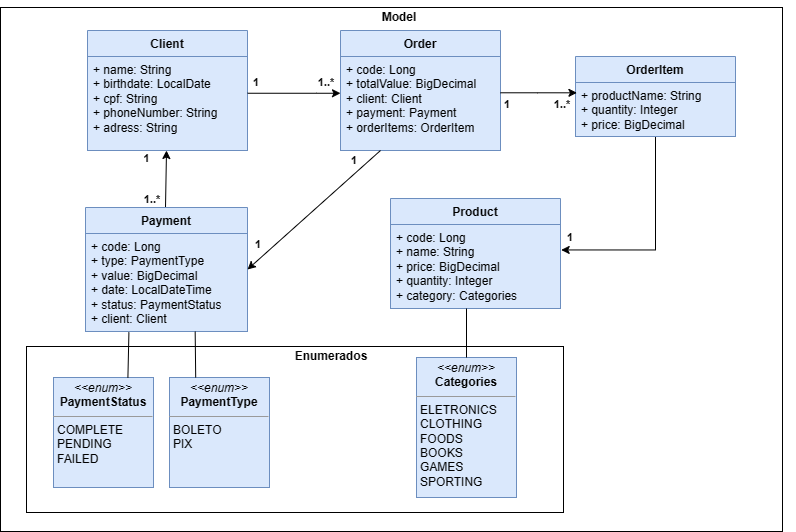 Model
Client
+ name: String
+ birthdate: LocalDate
+ cpf: String
+ phoneNumber: String
+ adress: String
1
1..*
Order
+ code: Long
+ totalValue: BigDecimal
+ client: Client
+ payment: Payment
+ orderItems: OrderItem
1
1..*
OrderItem
+ productName: String
+ quantity: Integer
+ price: BigDecimal
1
1..*
1
1
Payment
+ code: Long
+ type: PaymentType
+ value: BigDecimal
+ date: LocalDateTime
+ status: PaymentStatus
+ client: Client
Product
+ code: Long
+ name: String
+ price: BigDecimal
+ quantity: Integer
+ category: Categories
1
Enumerados
<<enum>>
PaymentStatus
COMPLETE
PENDING
FAILED
<<enum>>
PaymentType
BOLETO
PIX
<<enum>>
Categories
ELETRONICS
CLOTHING
FOODS
BOOKS
GAMES
SPORTING